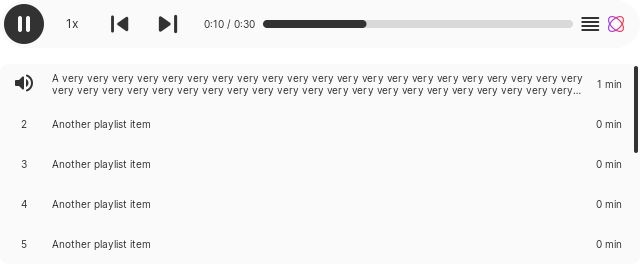 1x
0:10 / 0:30
A very very very very very very very very very very very very very very very very very very very very very
very very very very very very very very very very very very very very very very very very very very very...
1 min
2 Another playlist item 0 min
3 Another playlist item 0 min
4 Another playlist item 0 min
5 Another playlist item 0 min